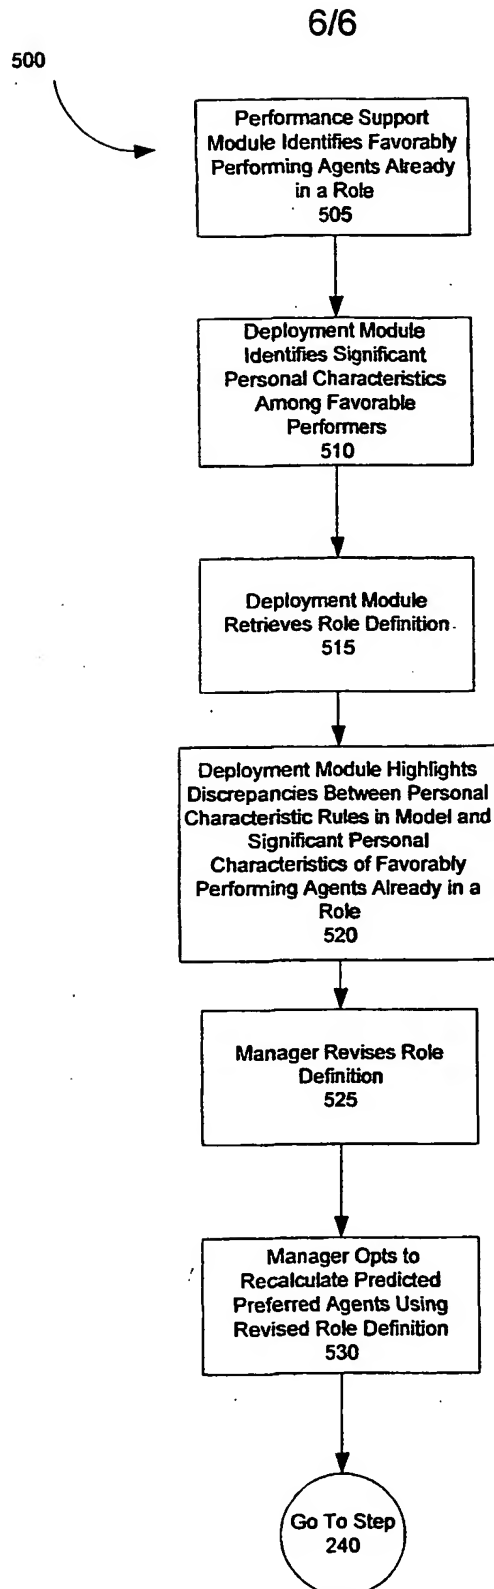 6/6
500
Performance Support
Module Identifies Favorably
Performing Agents Already
in a Role
505
Deployment Module
Identifies Significant
Personal Characteristics
Among Favorable
Performers
510
Deployment Module
Retrieves Role Definition
515
Deployment Module Highlights
Discrepancies Between Personal
Characteristic Rules in Model and
Significant Personal
Characteristics of Favorably
Performing Agents Already in a
Role
520
Manager Revises Role
Definition
525
Manager Opts to
Recalculate Predicted
Preferred Agents Using
Revised Role Definition
530
Go To Step
240